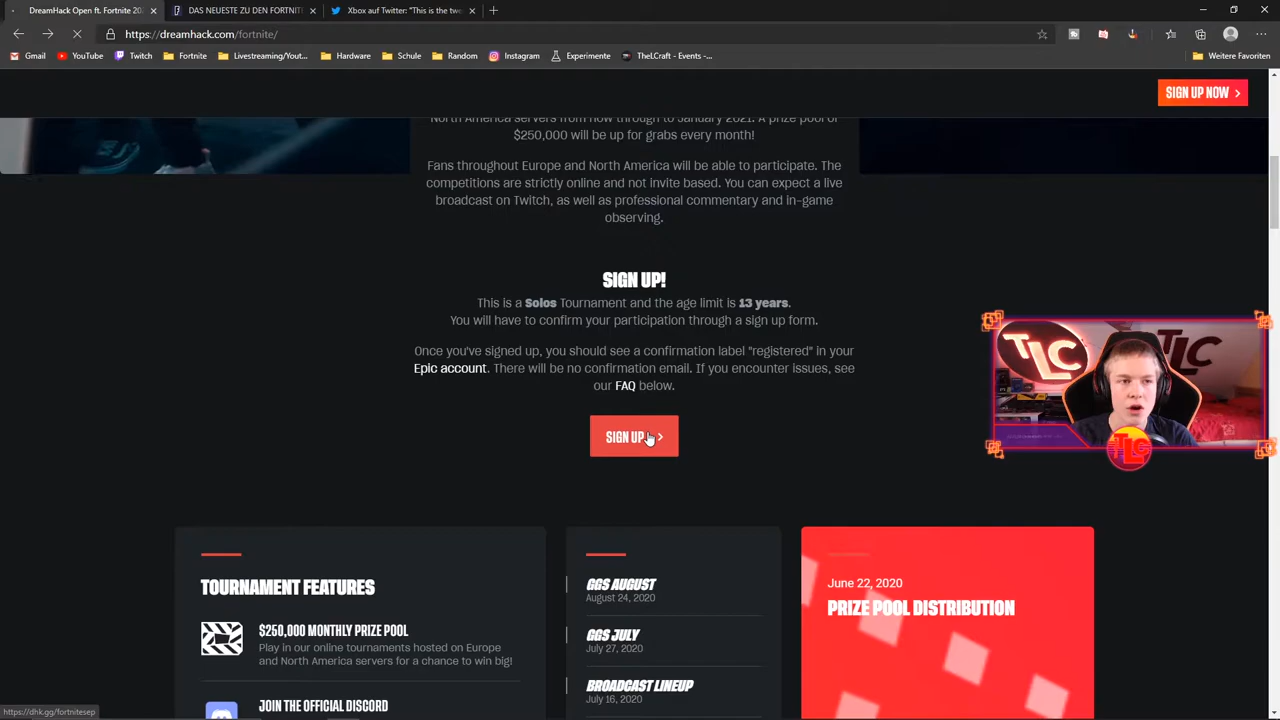 DreamHack Open ft. Fortnite 202
DAS NEUESTE ZU DEN FORTNITE
Xbox auf Twitter: "This is the twe
https://dreamhack.com/fortnite/
Gmail
YouTube
Twitch
Fortnite
Livestreaming/Yout...
Hardware
Schule
Random
Instagram
Experimente
TheLCraft - Events -...
Weitere Favoriten
SIGN UP NOW
North America servers from now through to January 2021. A prize pool of
$250,000 will be up for grabs every month!
Fans throughout Europe and North America will be able to participate. The
competitions are strictly online and not invite based. You can expect a live
broadcast on Twitch, as well as professional commentary and in-game
observing.
SIGN UP!
This is a Solos Tournament and the age limit is 13 years.
You will have to confirm your participation through a sign up form.
Once you've signed up, you should see a confirmation label "registered" in your
Epic account. There will be no confirmation email. If you encounter issues, see
our FAQ below.
SIGN UP
TLC
TLC
TLC
TOURNAMENT FEATURES
$250,000 MONTHLY PRIZE POOL
Play in our online tournaments hosted on Europe
and North America servers for a chance to win big!
JOIN THE OFFICIAL DISCORD
GGS AUGUST
August 24, 2020
GGS JULY
July 27, 2020
BROADCAST LINEUP
July 16, 2020
June 22, 2020
PRIZE POOL DISTRIBUTION
https://dhk.gg/fortnitesep